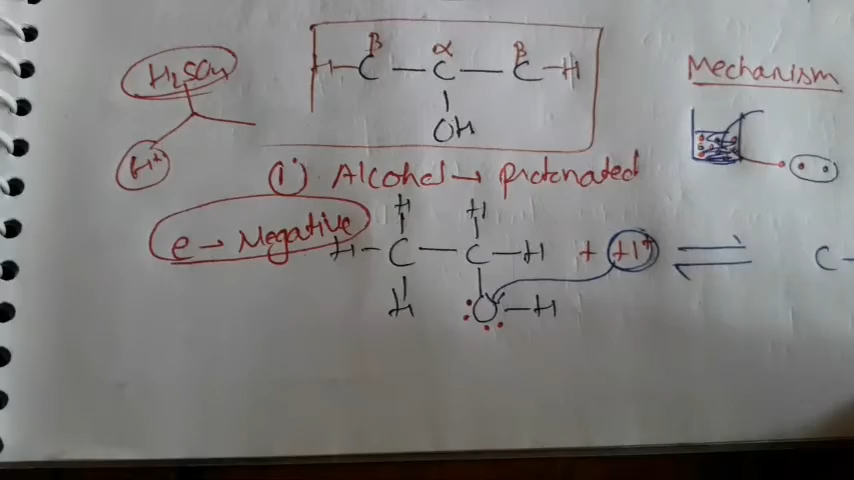 β α β
H2SO4 H-C-C-C-H Mechanism
OH
H+
① Alcohol → Protonated
H H
e → Negative H-C-C-H + H+ ⇌ C-
H :O-H